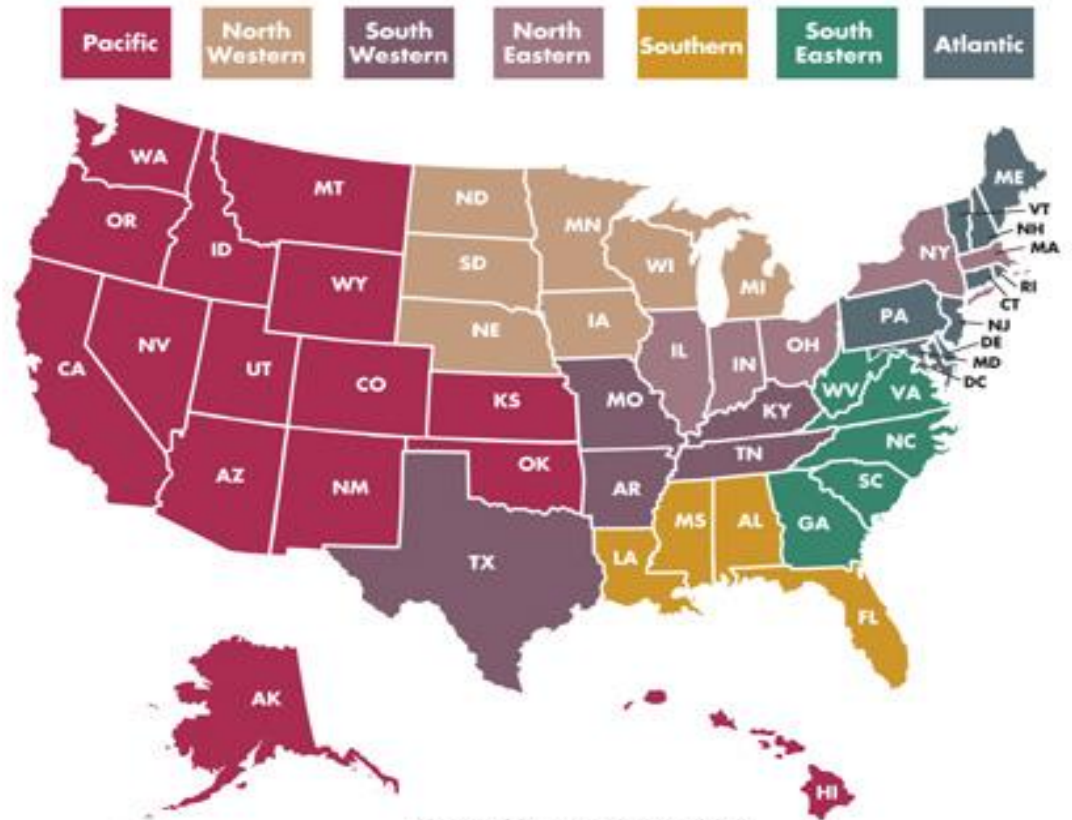 Pacific
North
Western
South
Western
North
Eastern
Southern
South
Eastern
Atlantic
WA
MT
ND
MN
ME
VT
NH
MA
OR
ID
SD
WI
NY
WY
MI
RI
CT
NE
IA
PA
NJ
DE
MD
DC
NV
UT
CO
CA
KS
MO
IL
IN
OH
KY
WV
VA
AZ
NM
OK
AR
TN
NC
SC
MS
AL
GA
TX
LA
FL
AK
HI